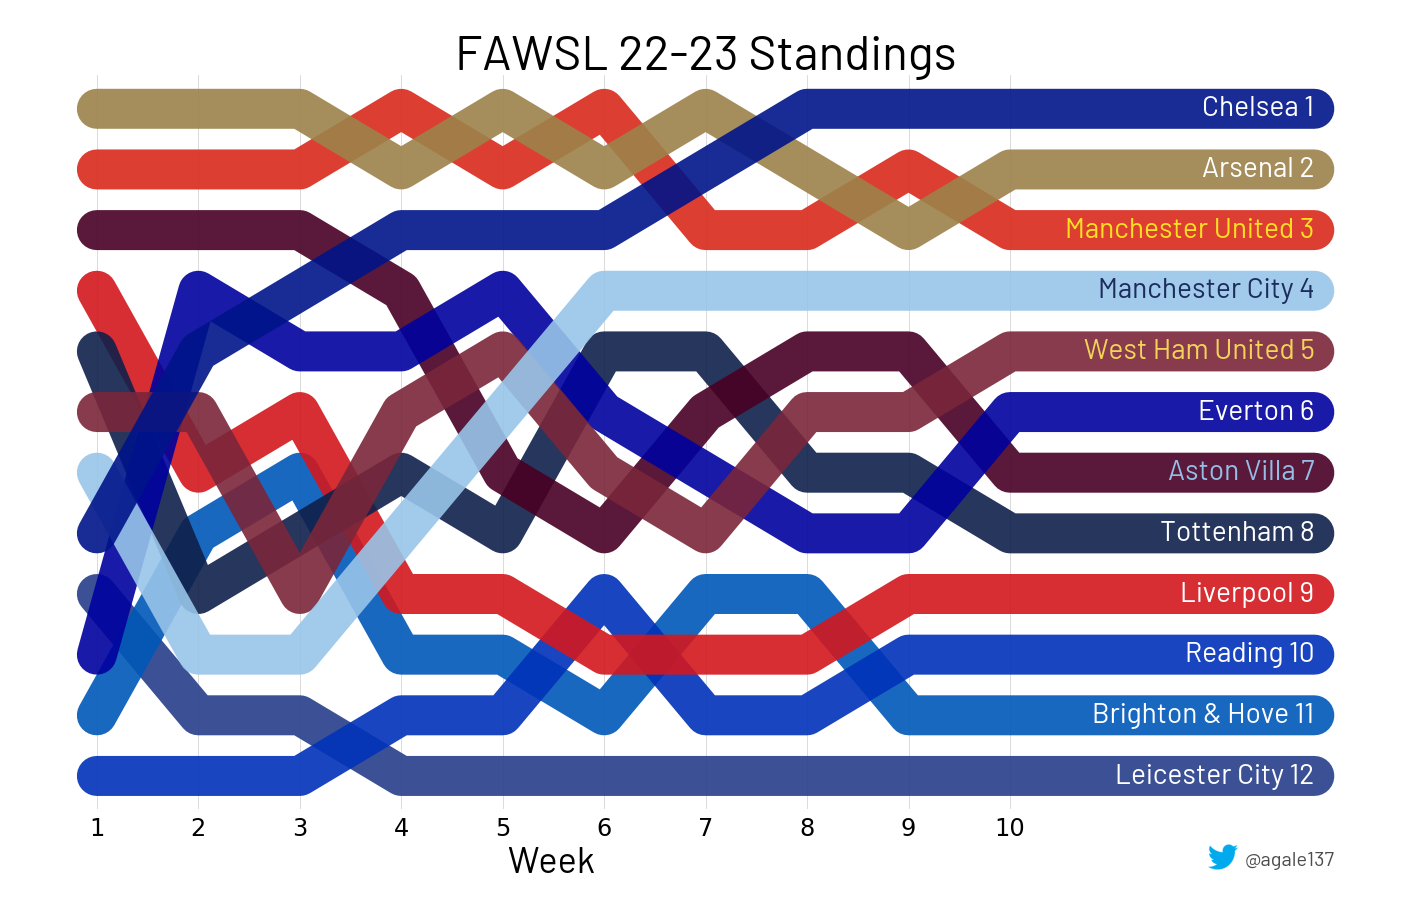 FAWSL 22-23 Standings
Chelsea 1
Arsenal 2
Manchester United 3
Manchester City 4
West Ham United 5
Everton 6
Aston Villa 7
Tottenham 8
Liverpool 9
Reading 10
Brighton & Hove 11
Leicester City 12
1 2 3 4 5 6 7 8 9 10
Week
@agale137